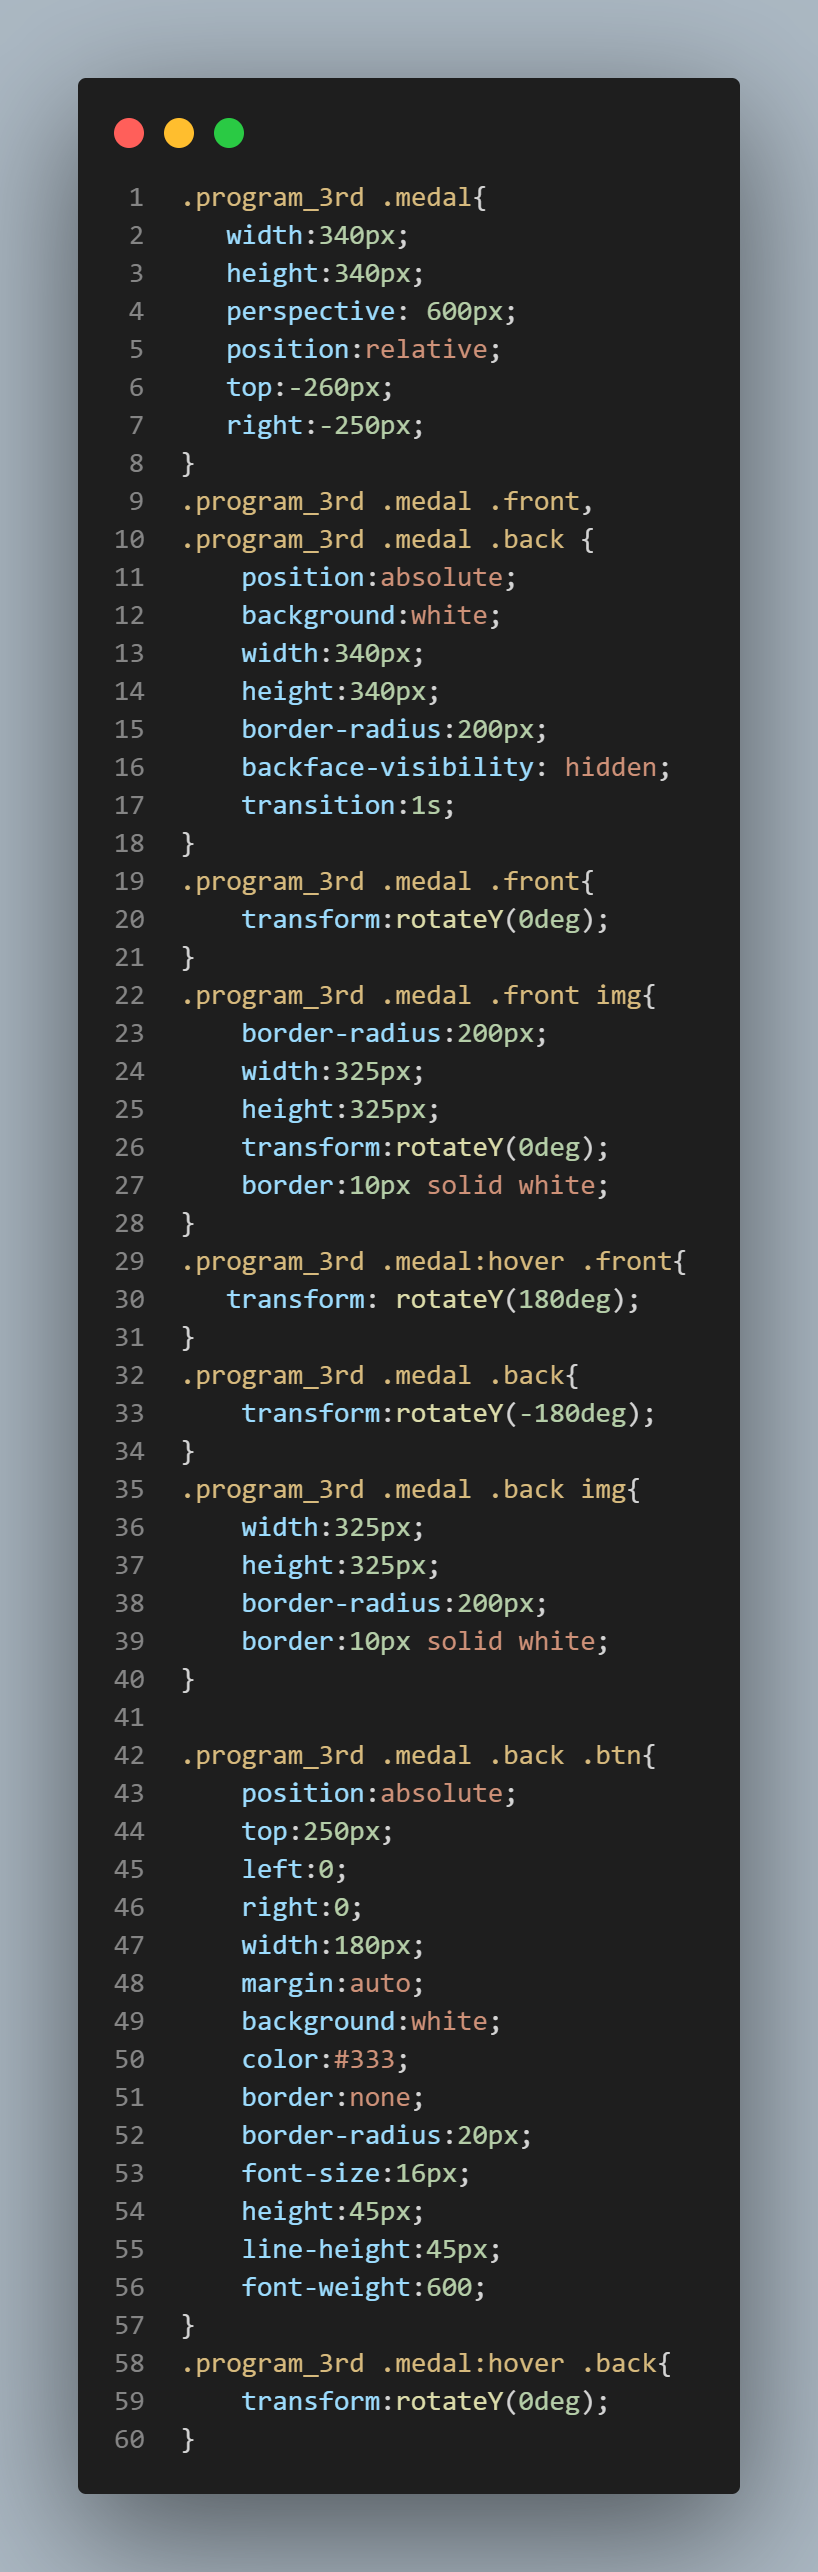 1 .program_3rd .medal{
2    width:340px;
3    height:340px;
4    perspective: 600px;
5    position:relative;
6    top:-260px;
7    right:-250px;
8 }
9 .program_3rd .medal .front,
10 .program_3rd .medal .back {
11     position:absolute;
12     background:white;
13     width:340px;
14     height:340px;
15     border-radius:200px;
16     backface-visibility: hidden;
17     transition:1s;
18 }
19 .program_3rd .medal .front{
20     transform:rotateY(0deg);
21 }
22 .program_3rd .medal .front img{
23     border-radius:200px;
24     width:325px;
25     height:325px;
26     transform:rotateY(0deg);
27     border:10px solid white;
28 }
29 .program_3rd .medal:hover .front{
30    transform: rotateY(180deg);
31 }
32 .program_3rd .medal .back{
33     transform:rotateY(-180deg);
34 }
35 .program_3rd .medal .back img{
36     width:325px;
37     height:325px;
38     border-radius:200px;
39     border:10px solid white;
40 }
41
42 .program_3rd .medal .back .btn{
43     position:absolute;
44     top:250px;
45     left:0;
46     right:0;
47     width:180px;
48     margin:auto;
49     background:white;
50     color:#333;
51     border:none;
52     border-radius:20px;
53     font-size:16px;
54     height:45px;
55     line-height:45px;
56     font-weight:600;
57 }
58 .program_3rd .medal:hover .back{
59     transform:rotateY(0deg);
60 }